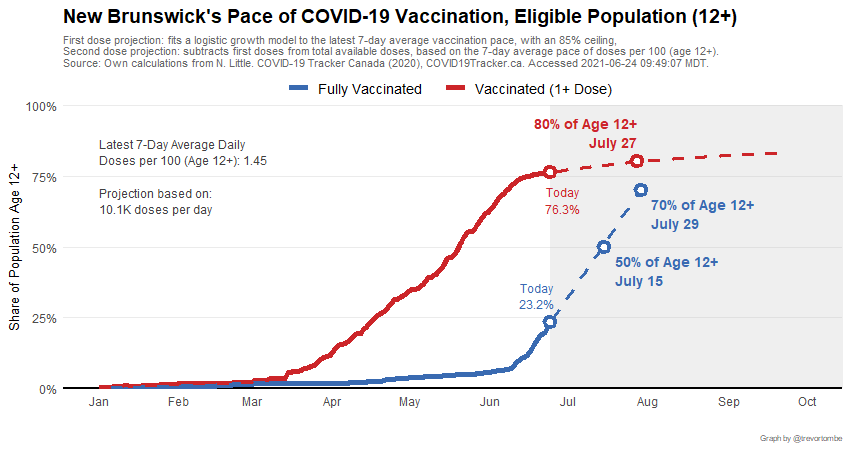 New Brunswick's Pace of COVID-19 Vaccination, Eligible Population (12+)
First dose projection: fits a logistic growth model to the latest 7-day average vaccination pace, with an 85% ceiling,
Second dose projection: subtracts first doses from total available doses, based on the 7-day average pace of doses per 100 (age 12+).
Source: Own calculations from N. Little. COVID-19 Tracker Canada (2020), COVID19Tracker.ca. Accessed 2021-06-24 09:49:07 MDT.
Fully Vaccinated Vaccinated (1+ Dose)
100%
75%
50%
25%
0%
Share of Population Age 12+
Latest 7-Day Average Daily
Doses per 100 (Age 12+): 1.45
Projection based on:
10.1K doses per day
80% of Age 12+
July 27
Today
76.3%
70% of Age 12+
July 29
50% of Age 12+
July 15
Today
23.2%
Jan Feb Mar Apr May Jun Jul Aug Sep Oct
Graph by @trevortombe